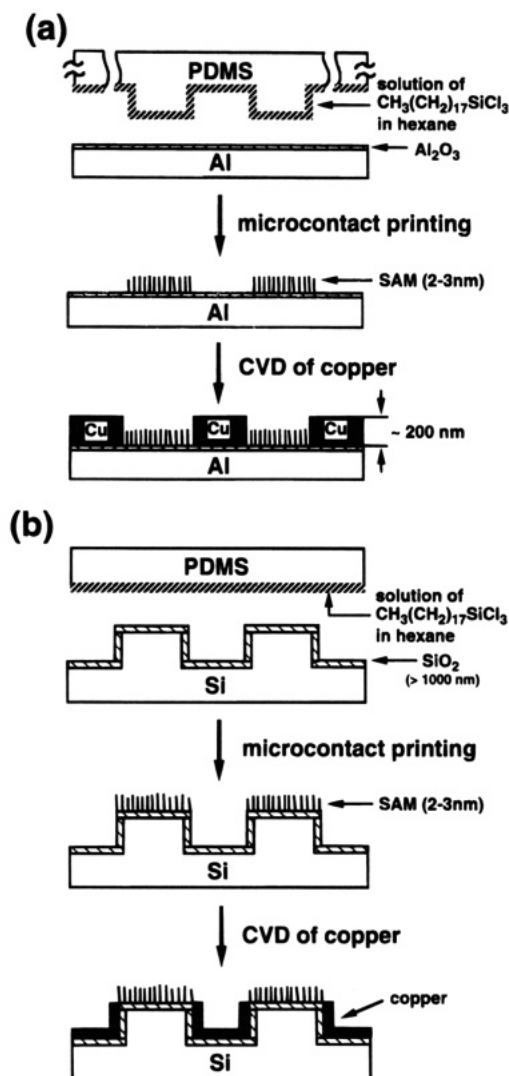 (a)
PDMS
solution of
CH₃(CH₂)₁₇SiCl₃
in hexane
Al₂O₃
Al
microcontact printing
SAM (2-3nm)
Al
CVD of copper
Cu Cu Cu
~ 200 nm
Al
(b)
PDMS
solution of
CH₃(CH₂)₁₇SiCl₃
in hexane
SiO₂
(> 1000 nm)
Si
microcontact printing
SAM (2-3nm)
Si
CVD of copper
copper
Si